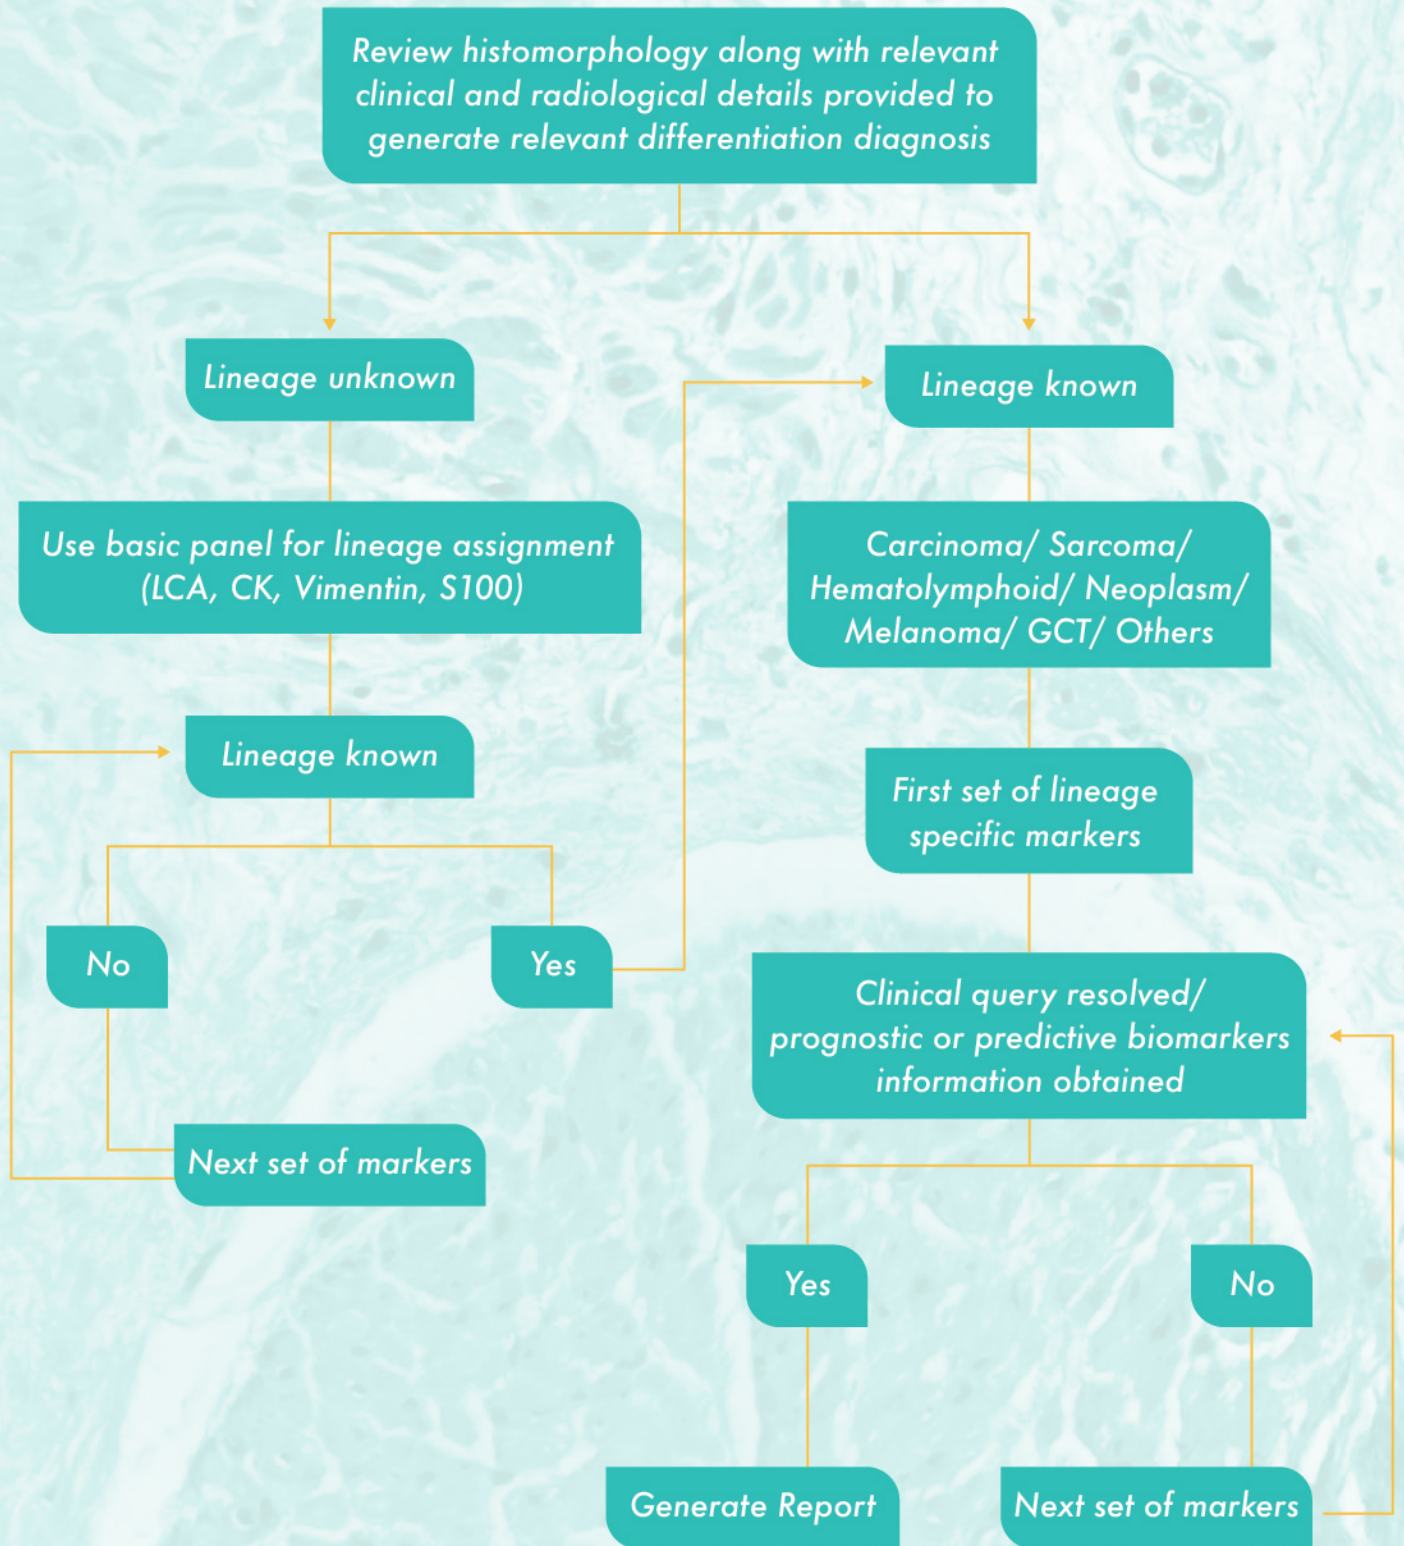 Review histomorphology along with relevant
clinical and radiological details provided to
generate relevant differentiation diagnosis
Lineage unknown
Lineage known
Use basic panel for lineage assignment
(LCA, CK, Vimentin, S100)
Carcinoma/ Sarcoma/
Hematolymphoid/ Neoplasm/
Melanoma/ GCT/ Others
Lineage known
First set of lineage
specific markers
No
Yes
Clinical query resolved/
prognostic or predictive biomarkers
information obtained
Next set of markers
Yes
No
Generate Report
Next set of markers